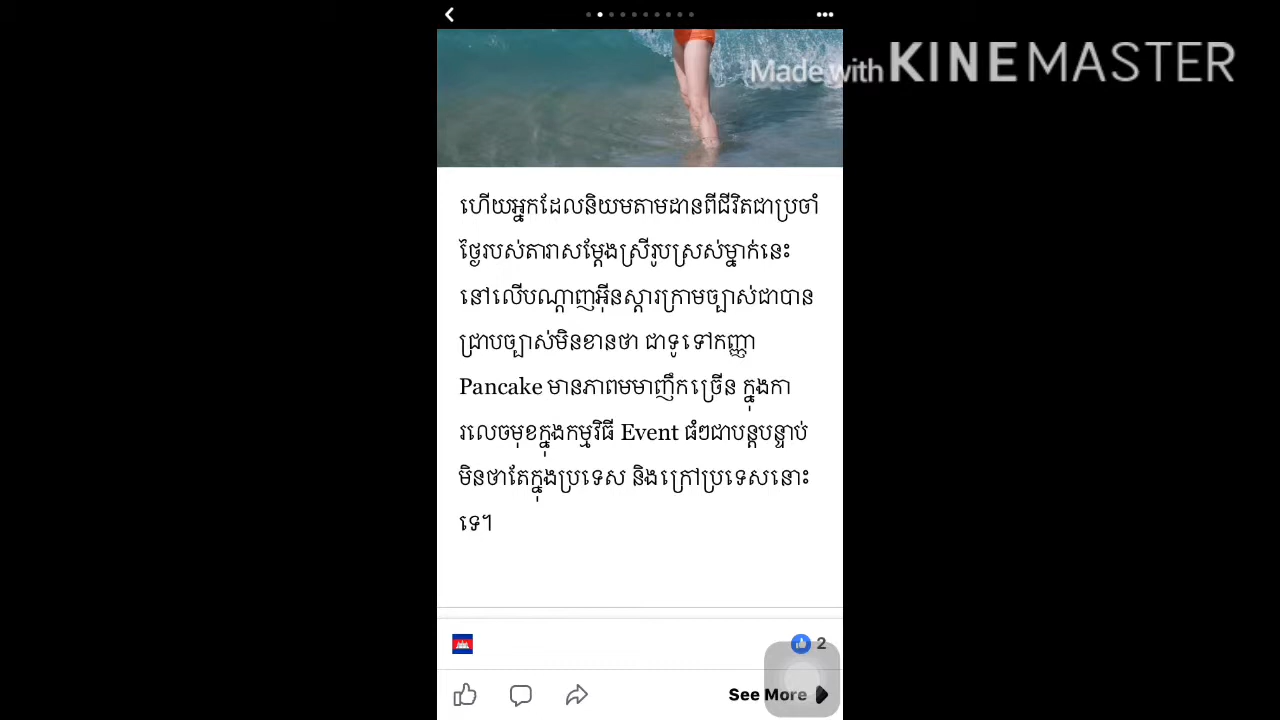 Made with KINEMASTER
ហើយអ្នកដែលនិយមតាមដានពីជីវិតជាប្រចាំ
ថ្ងៃរបស់តារាសម្ដែងស្រីរូបស្រស់ម្នាក់នេះ
នៅលើបណ្ដាញអ៊ីនស្ដារក្រាមច្បាស់ជាបាន
ជ្រាបច្បាស់មិនខានថា ជាទូទៅកញ្ញា
Pancake មានភាពមមាញឹកច្រើន ក្នុងកា
រលេចមុខក្នុងកម្មវិធី Event ធំៗជាបន្តបន្ទាប់
មិនថាតែក្នុងប្រទេស និងក្រៅប្រទេសនោះ
ទេ។
2
See More